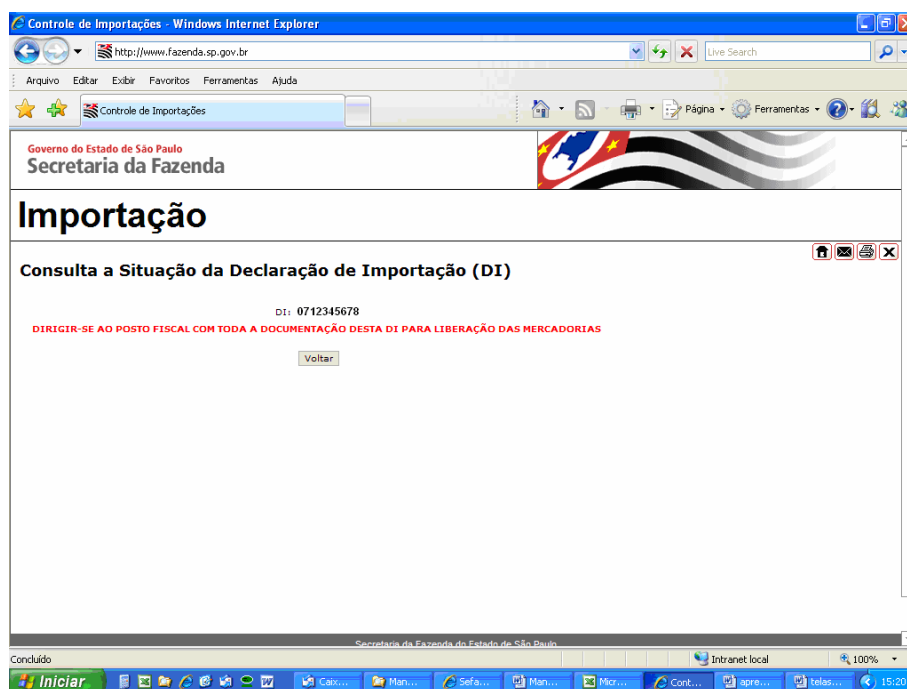 Controle de Importações - Windows Internet Explorer
http://www.fazenda.sp.gov.br
Live Search
Arquivo Editar Exibir Favoritos Ferramentas Ajuda
Controle de Importações
Página
Ferramentas
Governo do Estado de São Paulo
Secretaria da Fazenda
Importação
Consulta a Situação da Declaração de Importação (DI)
DI: 0712345678
DIRIGIR-SE AO POSTO FISCAL COM TODA A DOCUMENTAÇÃO DESTA DI PARA LIBERAÇÃO DAS MERCADORIAS
Voltar
Secretaria da Fazenda do Estado de São Paulo
Concluído
Intranet local
100%
Iniciar
Caix...
Man...
Sefa...
Man...
Micr...
Cont...
apre...
telas...
15:20